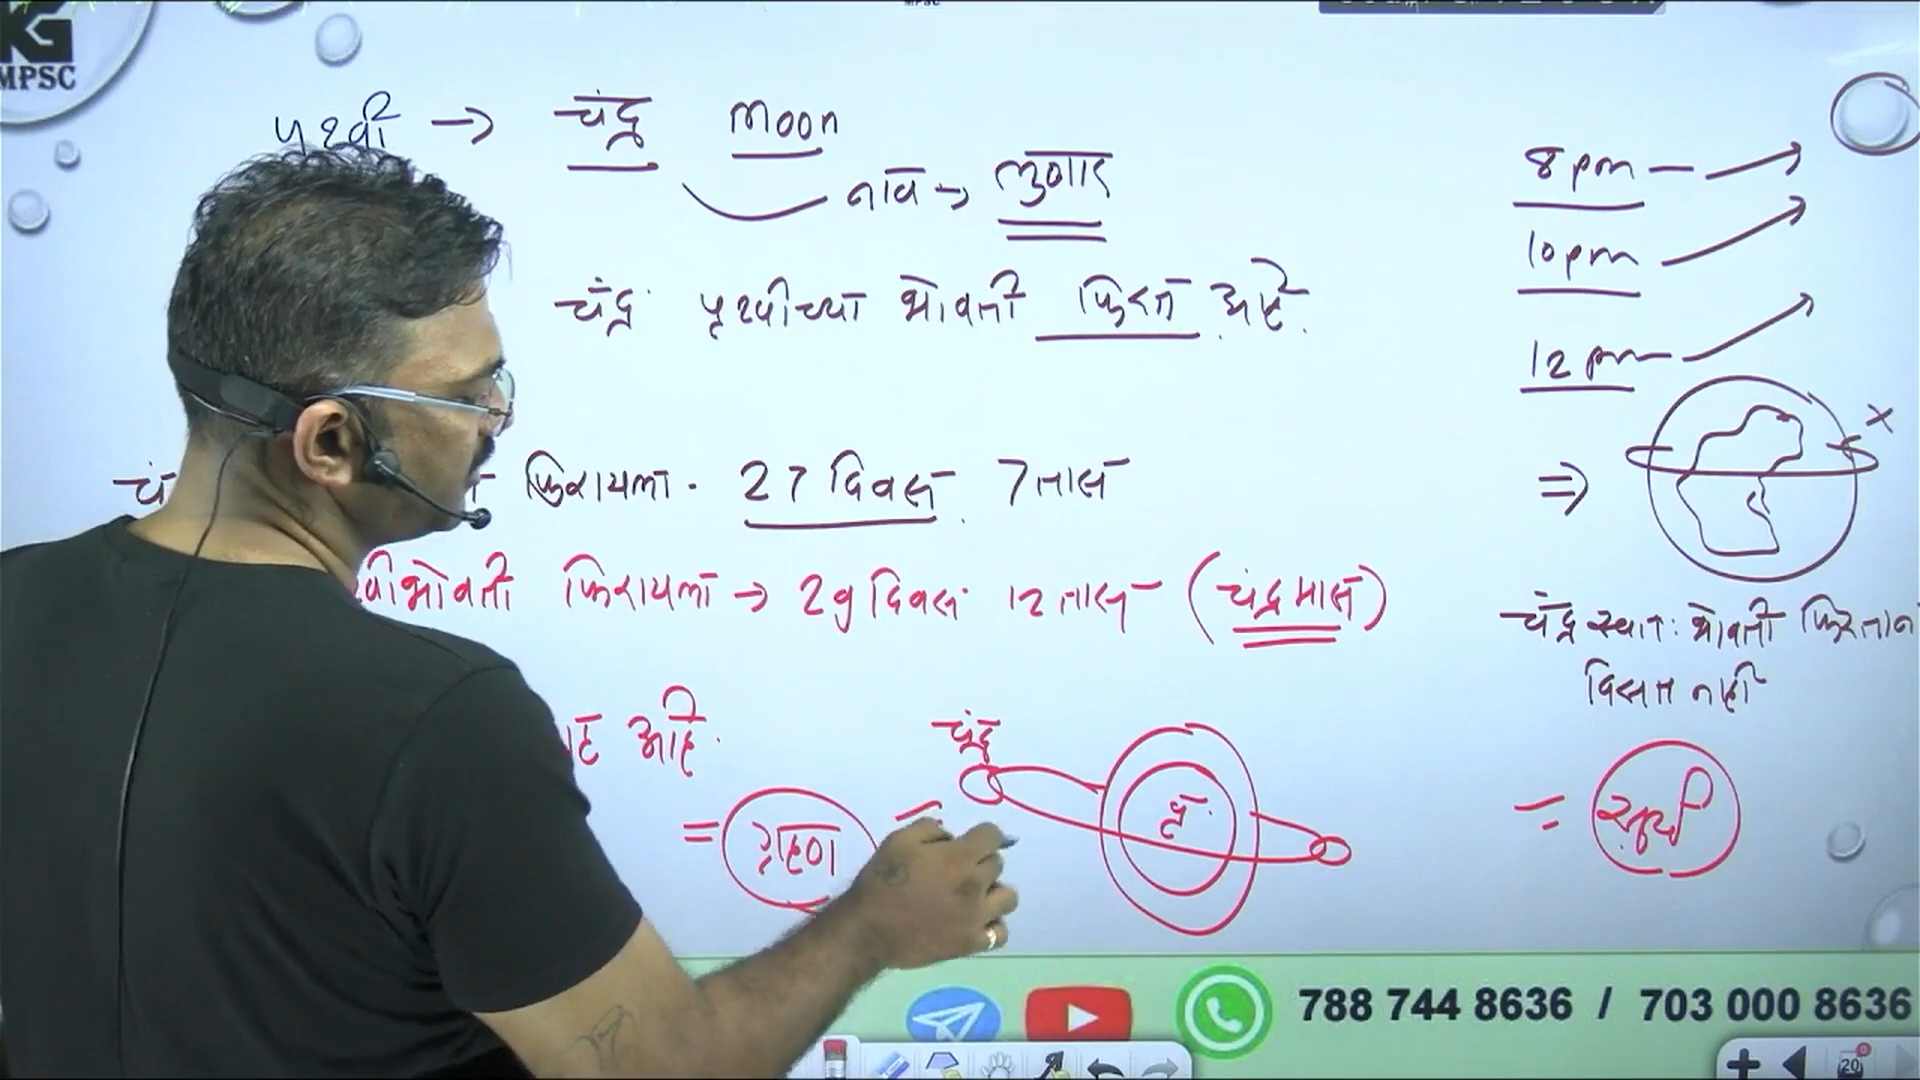 MPSC
पृथ्वी → चंद्र Moon
नाव → लुनार
8 pm
चंद्र पृथ्वीच्या भोवती फिरतो आहे.
10 pm
12 pm
x
चं फिरायला. 27 दिवस 7 तास
वीभोवती फिरायला → 29 दिवस 12 तास (चंद्रमास)
चंद्र स्वतः भोवती फिरतान
दिसत नाही
आहे.
चंद्र
= ग्रहण
पृ.
= सूर्य
788 744 8636 / 703 000 8636
20